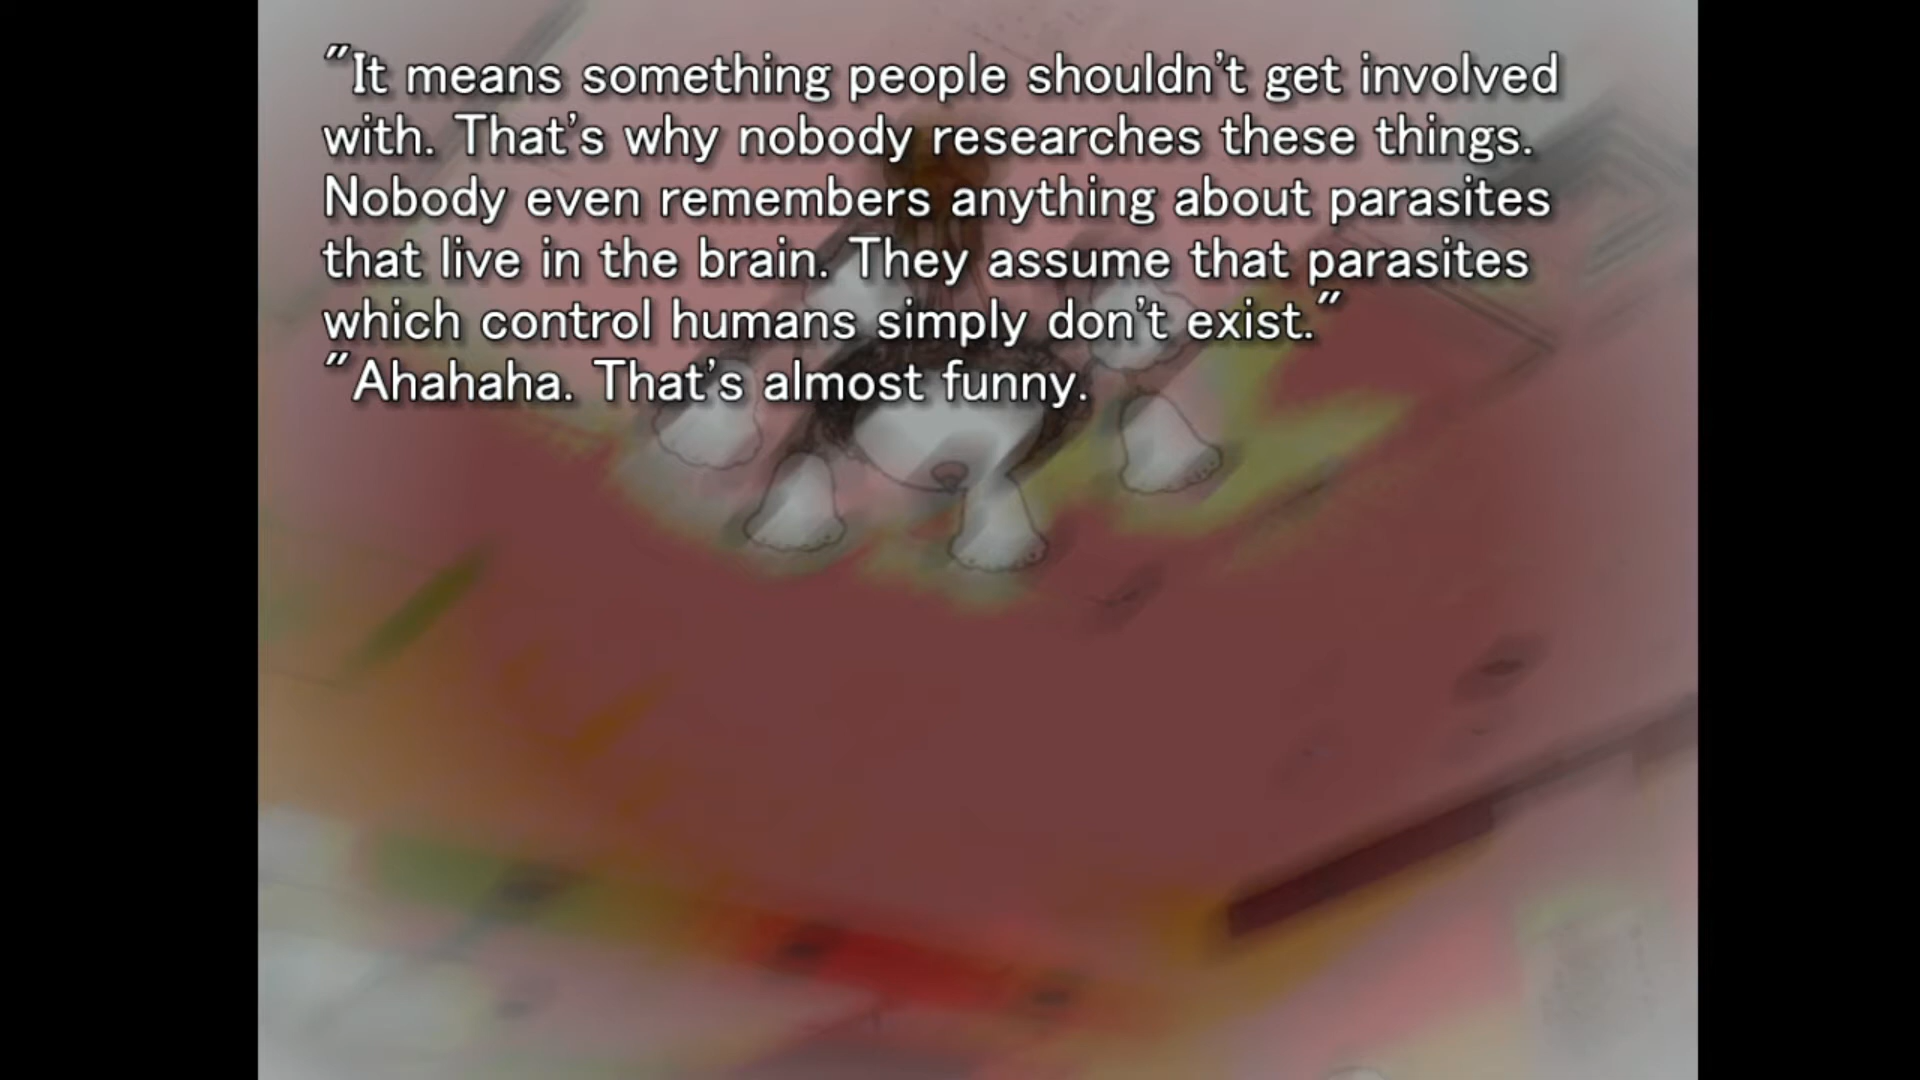 "It means something people shouldn't get involved
with. That's why nobody researches these things.
Nobody even remembers anything about parasites
that live in the brain. They assume that parasites
which control humans simply don't exist."
"Ahahaha. That's almost funny.